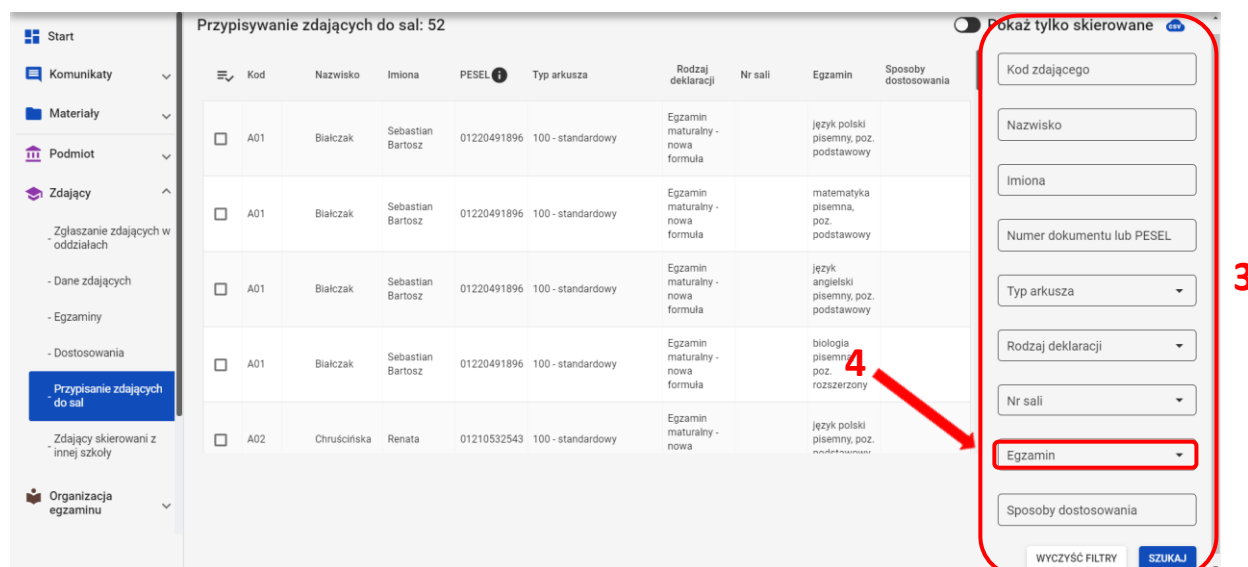 Start
Komunikaty
Materiały
Podmiot
Zdający
- Zgłaszanie zdających w
oddziałach
- Dane zdających
- Egzaminy
- Dostosowania
- Przypisanie zdających
do sal
- Zdający skierowani z
innej szkoły
Organizacja
egzaminu
Przypisywanie zdających do sal: 52
Pokaż tylko skierowane
CSV
Kod Nazwisko Imiona PESEL Typ arkusza Rodzaj
deklaracji Nr sali Egzamin Sposoby
dostosowania
A01 Białczak Sebastian
Bartosz 01220491896 100 - standardowy Egzamin
maturalny -
nowa
formuła język polski
pisemny, poz.
podstawowy
A01 Białczak Sebastian
Bartosz 01220491896 100 - standardowy Egzamin
maturalny -
nowa
formuła matematyka
pisemna,
poz.
podstawowy
A01 Białczak Sebastian
Bartosz 01220491896 100 - standardowy Egzamin
maturalny -
nowa
formuła język
angielski
pisemny, poz.
podstawowy
A01 Białczak Sebastian
Bartosz 01220491896 100 - standardowy Egzamin
maturalny -
nowa
formuła biologia
pisemna,
poz.
rozszerzony
A02 Chruścińska Renata 01210532543 100 - standardowy Egzamin
maturalny -
nowa język polski
pisemny, poz.
podstawowy
Kod zdającego
Nazwisko
Imiona
Numer dokumentu lub PESEL
Typ arkusza
Rodzaj deklaracji
Nr sali
Egzamin
Sposoby dostosowania
WYCZYŚĆ FILTRY SZUKAJ
3
4